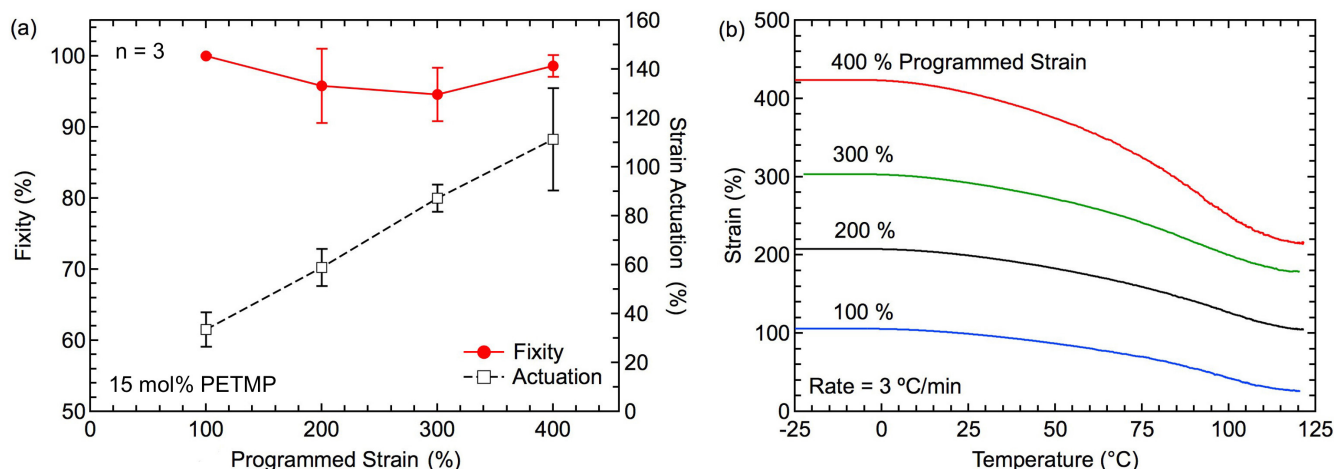 (a)
n = 3
100
90
80
70
60
50
Fixity (%)
160
140
120
100
80
60
40
20
0
Strain Actuation
(%)
Fixity
Actuation
15 mol% PETMP
0
100
200
300
400
Programmed Strain (%)
(b)
500
400
300
200
100
0
Strain (%)
400 % Programmed Strain
300 %
200 %
100 %
Rate = 3 ºC/min
-25
0
25
50
75
100
125
Temperature (°C)